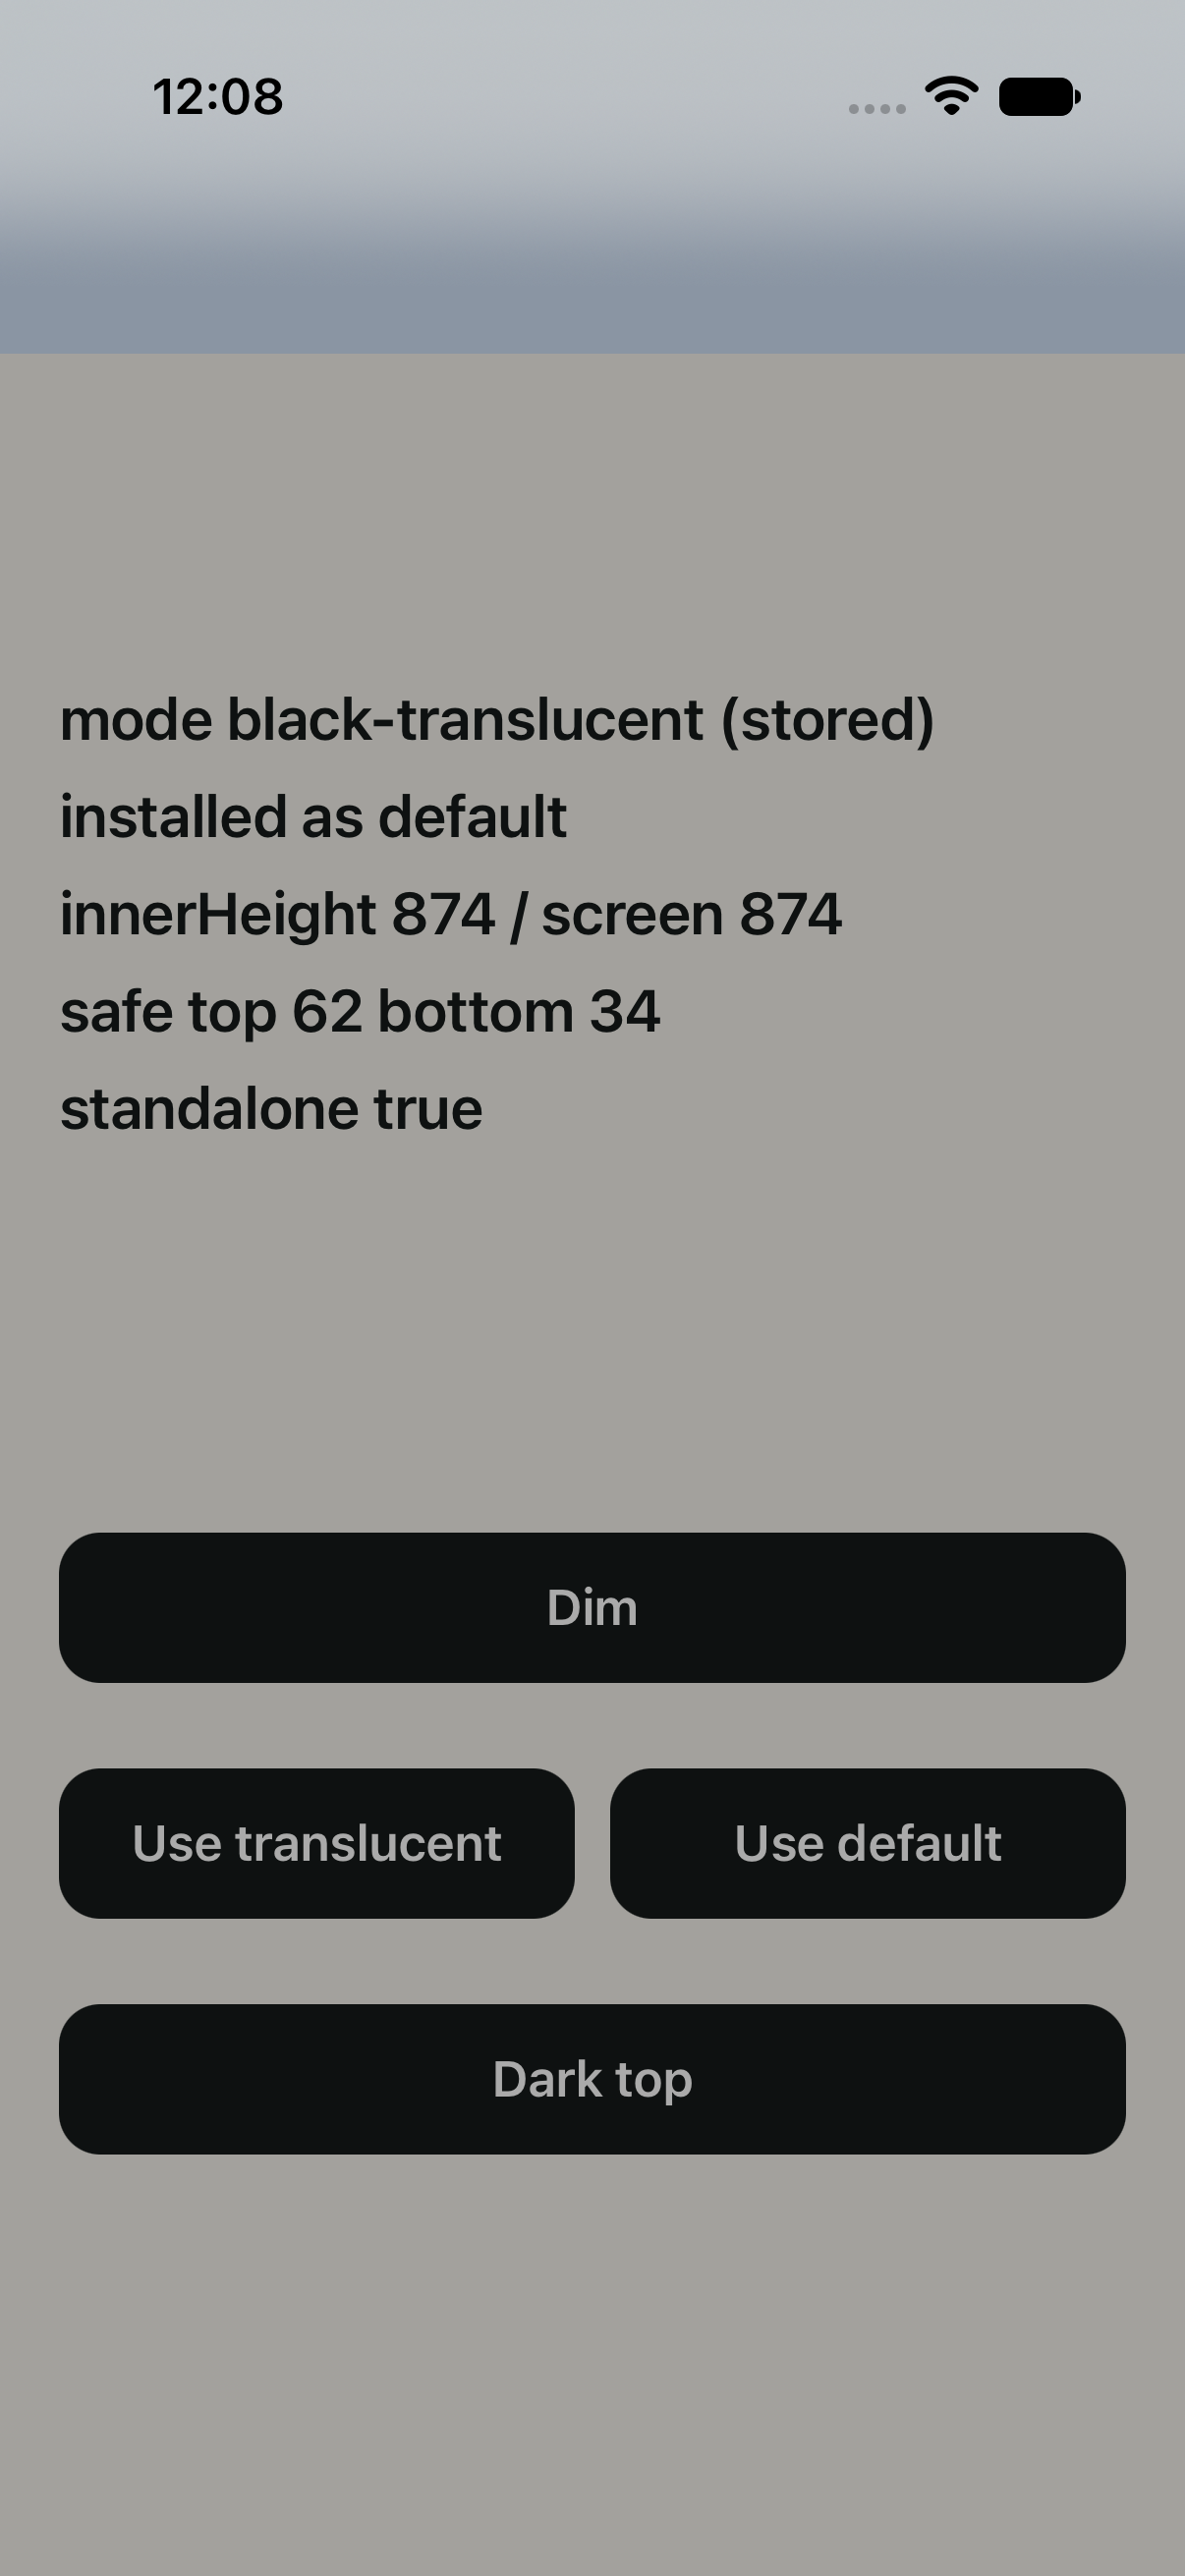 12:08
mode black-translucent (stored)
installed as default
innerHeight 874 / screen 874
safe top 62 bottom 34
standalone true
Dim
Use translucent
Use default
Dark top